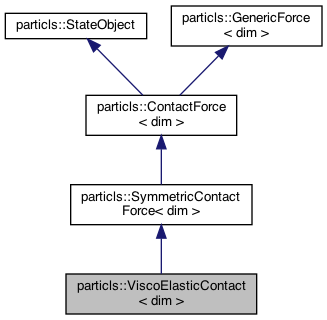 particls::StateObject
particls::GenericForce
< dim >
particls::ContactForce
< dim >
particls::SymmetricContact
Force< dim >
particls::ViscoElasticContact
< dim >